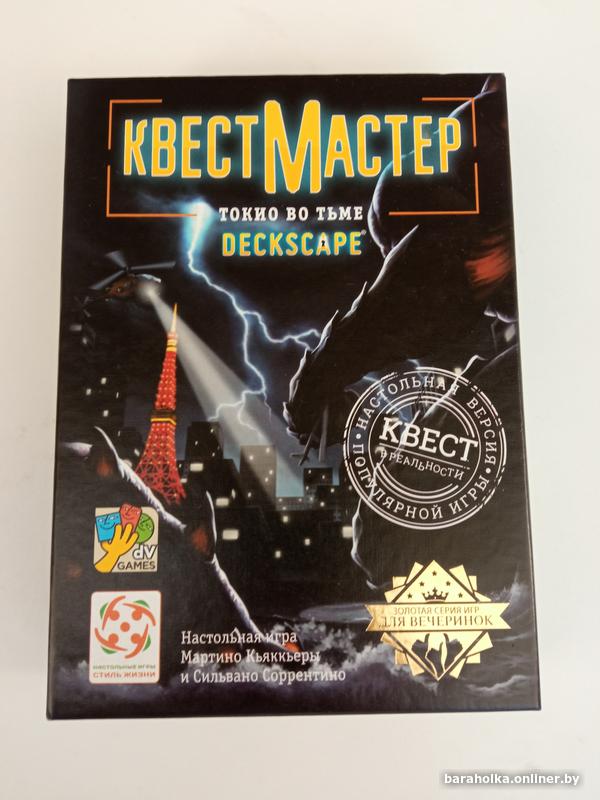 КВЕСТМАСТЕР
ТОКИО ВО ТЬМЕ
DECKSCAPE®
НАСТОЛЬНАЯ ВЕРСИЯ
ПОПУЛЯРНОЙ ИГРЫ
КВЕСТ
В РЕАЛЬНОСТИ
dv
GAMES
ЗОЛОТАЯ СЕРИЯ ИГР
ДЛЯ ВЕЧЕРИНОК
НАСТОЛЬНЫЕ ИГРЫ
СТИЛЬ ЖИЗНИ
Настольная игра
Мартино Кьяккьеры
и Сильвано Соррентино
baraholka.onliner.by